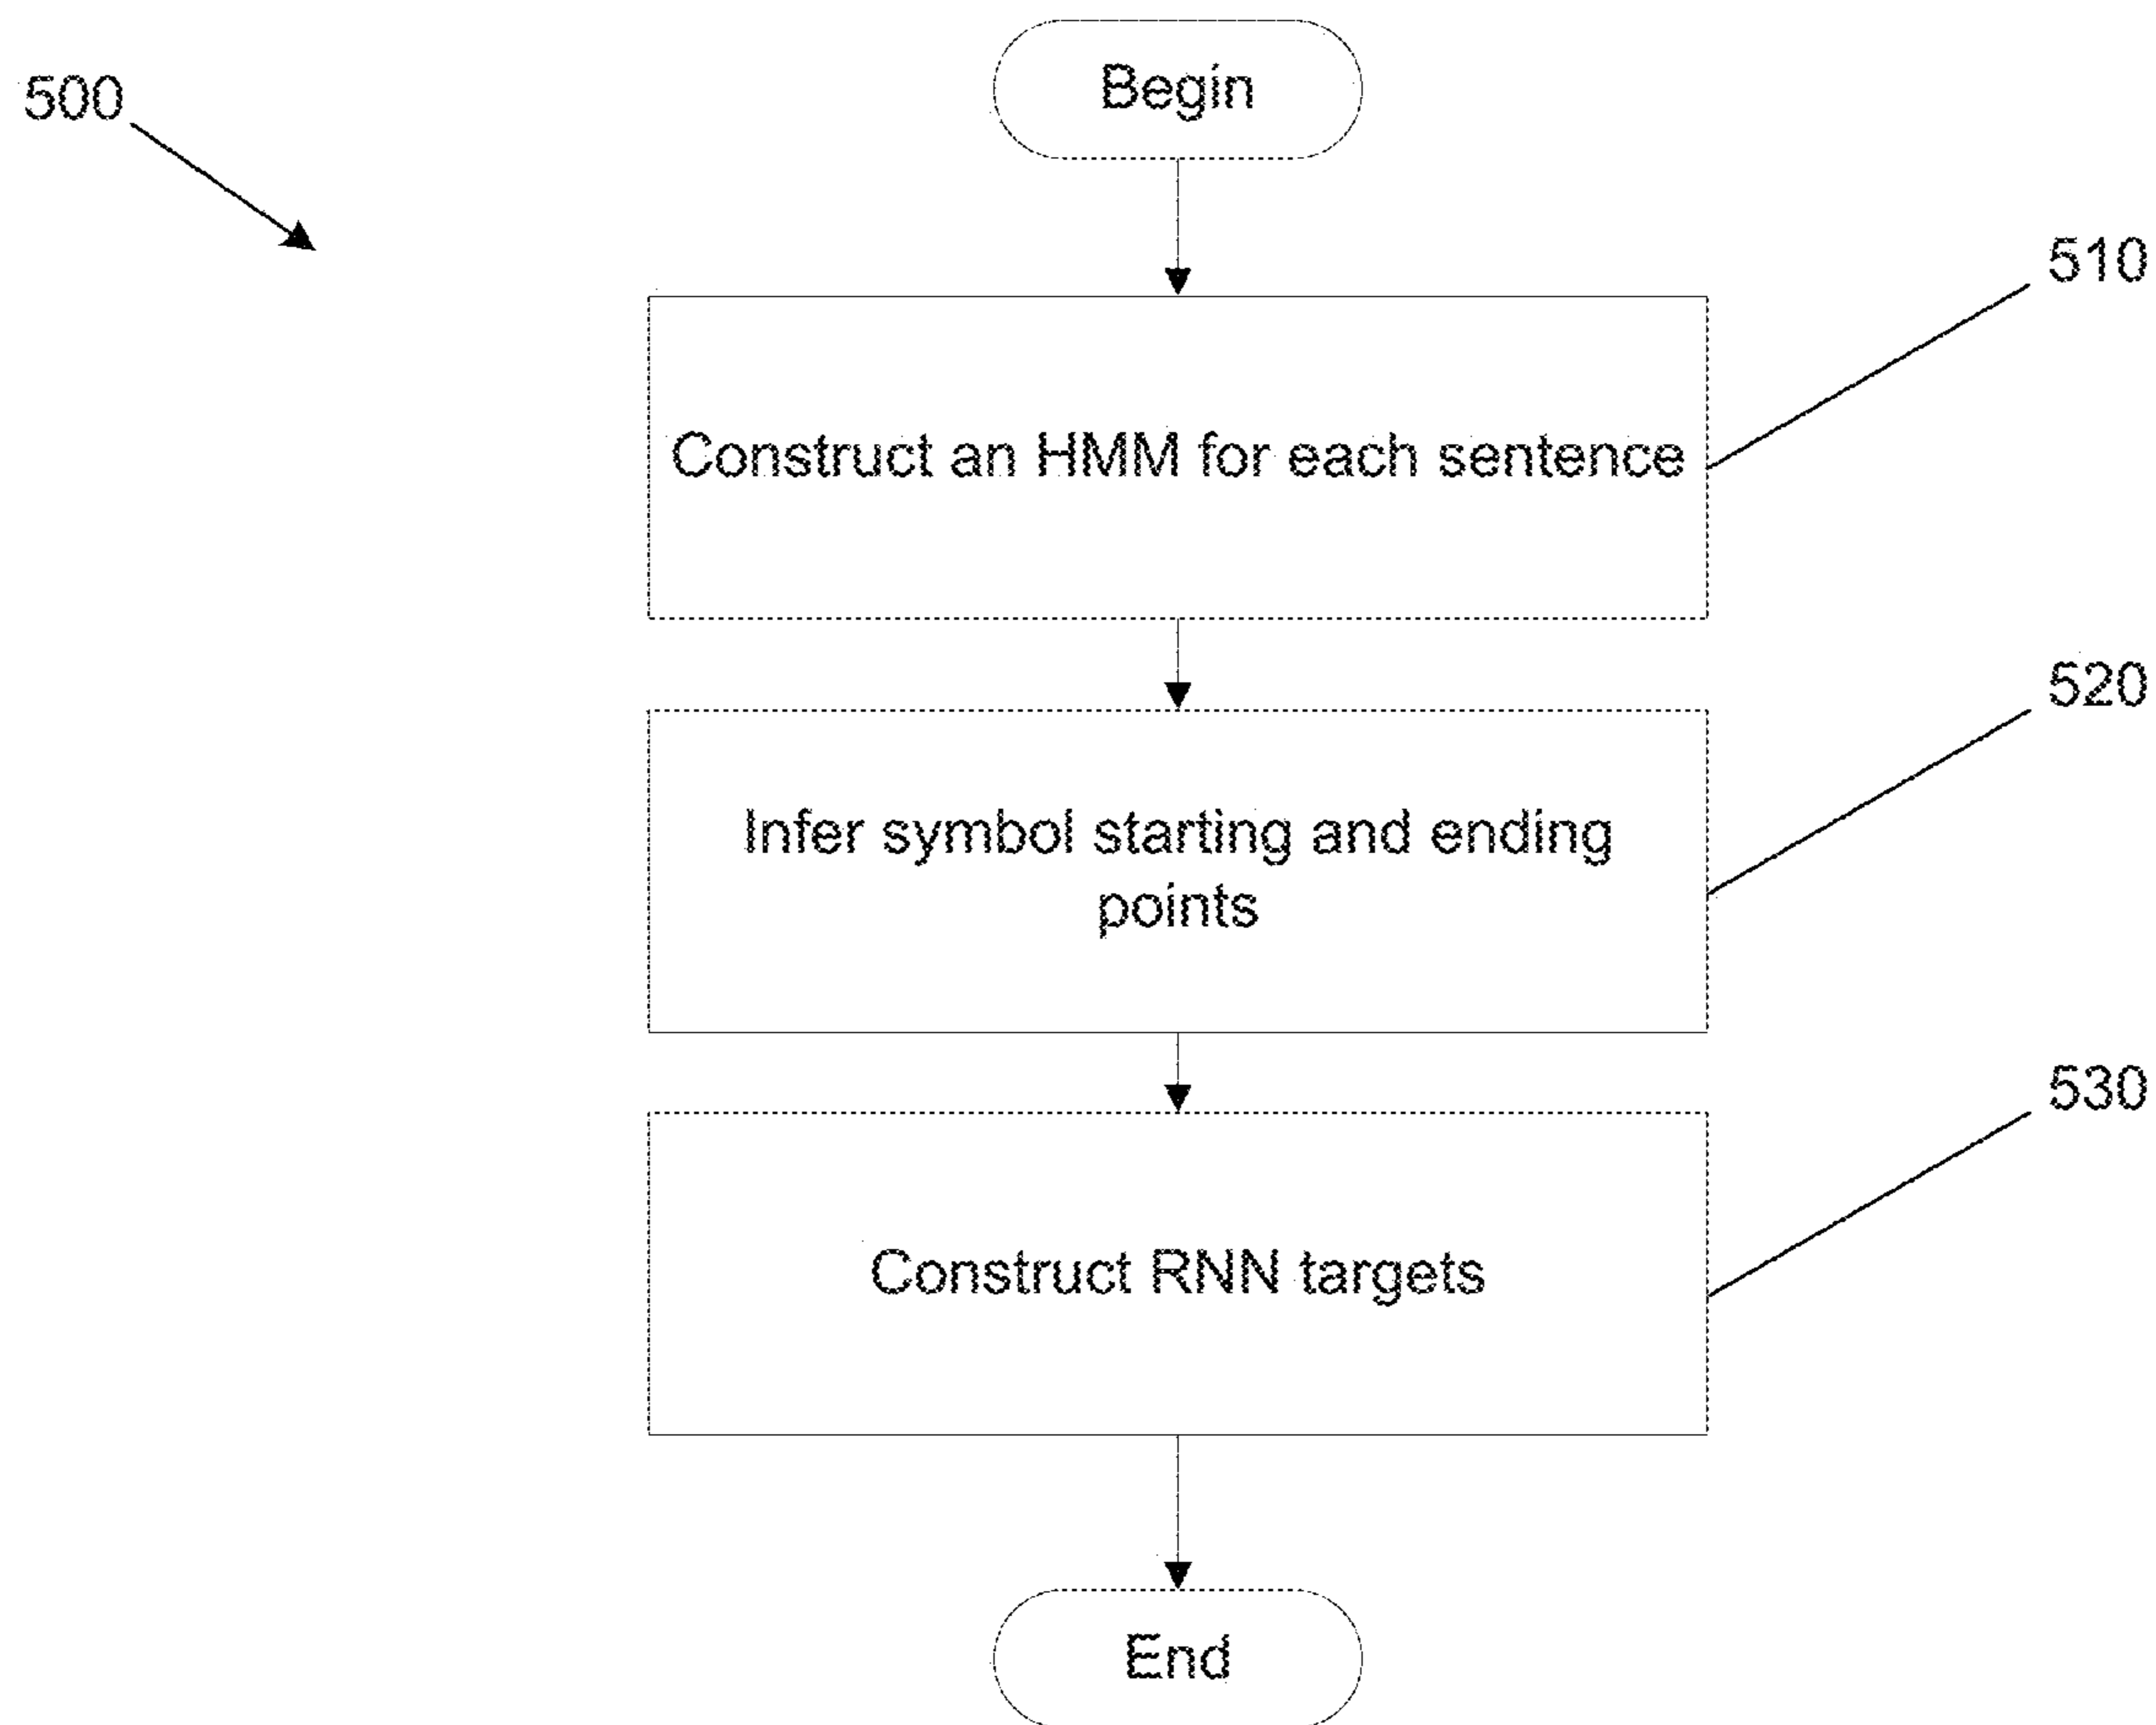 Begin
500
510
Construct an HMM for each sentence
520
Infer symbol starting and ending
points
530
Construct RNN targets
End